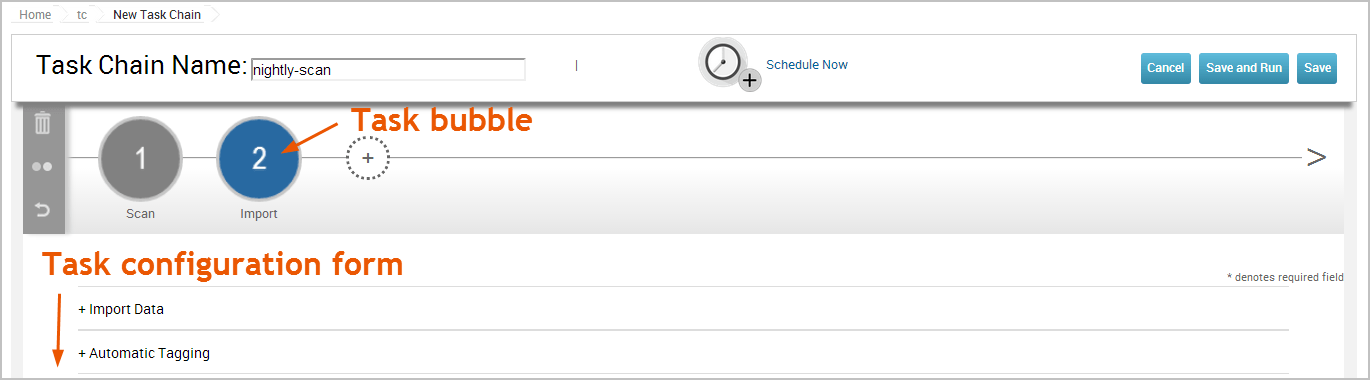 Home tc New Task Chain
Task Chain Name: nightly-scan | Schedule Now Cancel Save and Run Save
Task bubble
1 2 + >
Scan Import
Task configuration form
* denotes required field
+ Import Data
+ Automatic Tagging